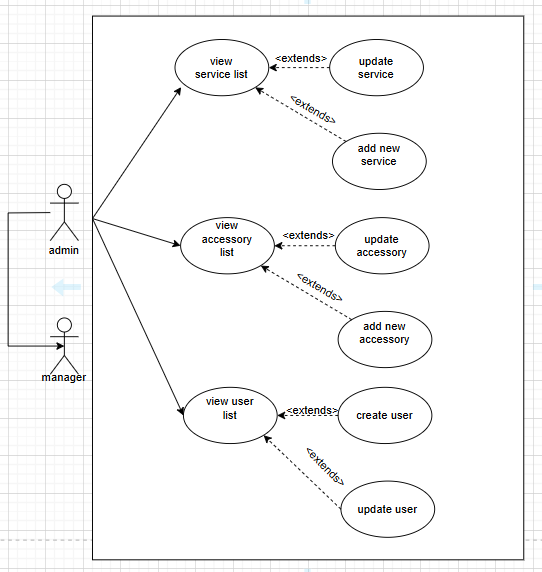 view
service list
<extends>
update
service
<extends>
add new
service
admin
view
accessory
list
<extends>
update
accessory
<extends>
add new
accessory
manager
view user
list
<extends>
create user
<extends>
update user